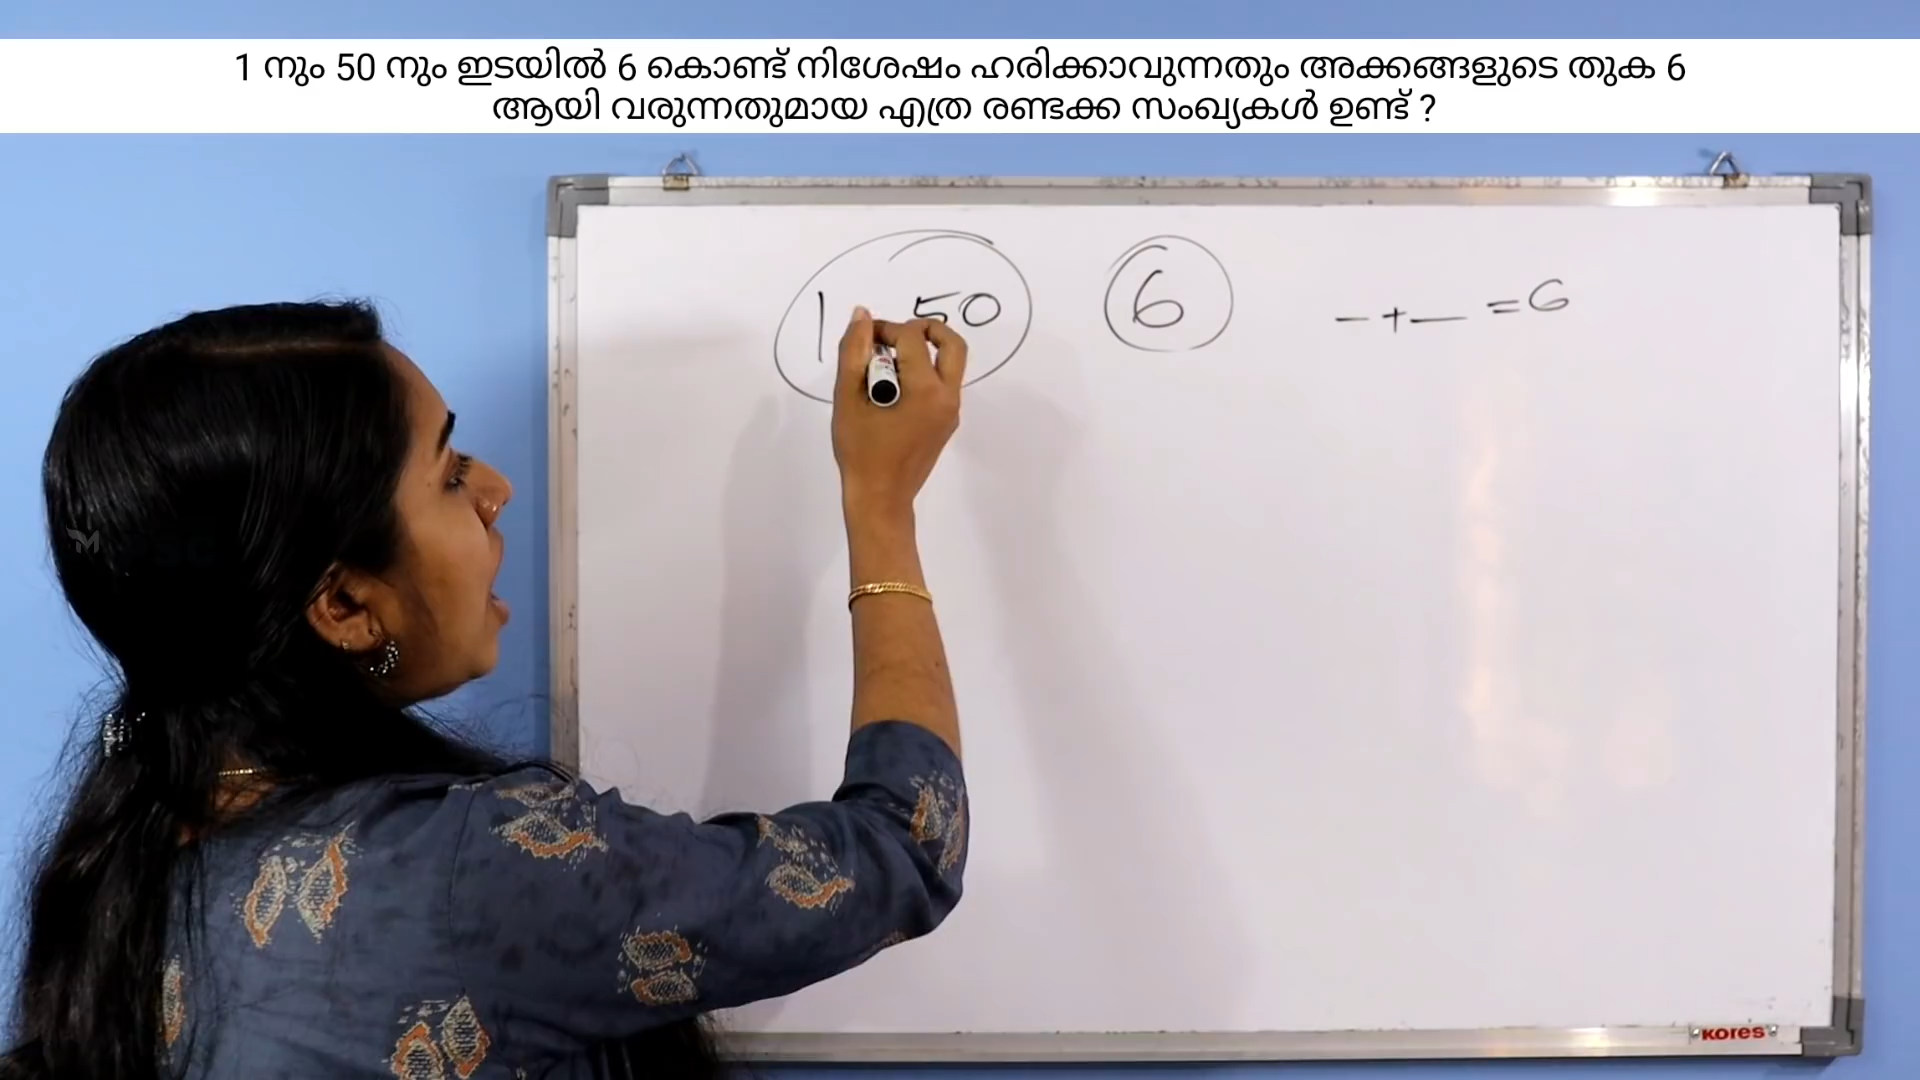 1 നും 50 നും ഇടയിൽ 6 കൊണ്ട് നിശേഷം ഹരിക്കാവുന്നതും അക്കങ്ങളുടെ തുക 6
ആയി വരുന്നതുമായ എത്ര രണ്ടക്ക സംഖ്യകൾ ഉണ്ട് ?
1 50 6 — + — = 6
PSC
KORES